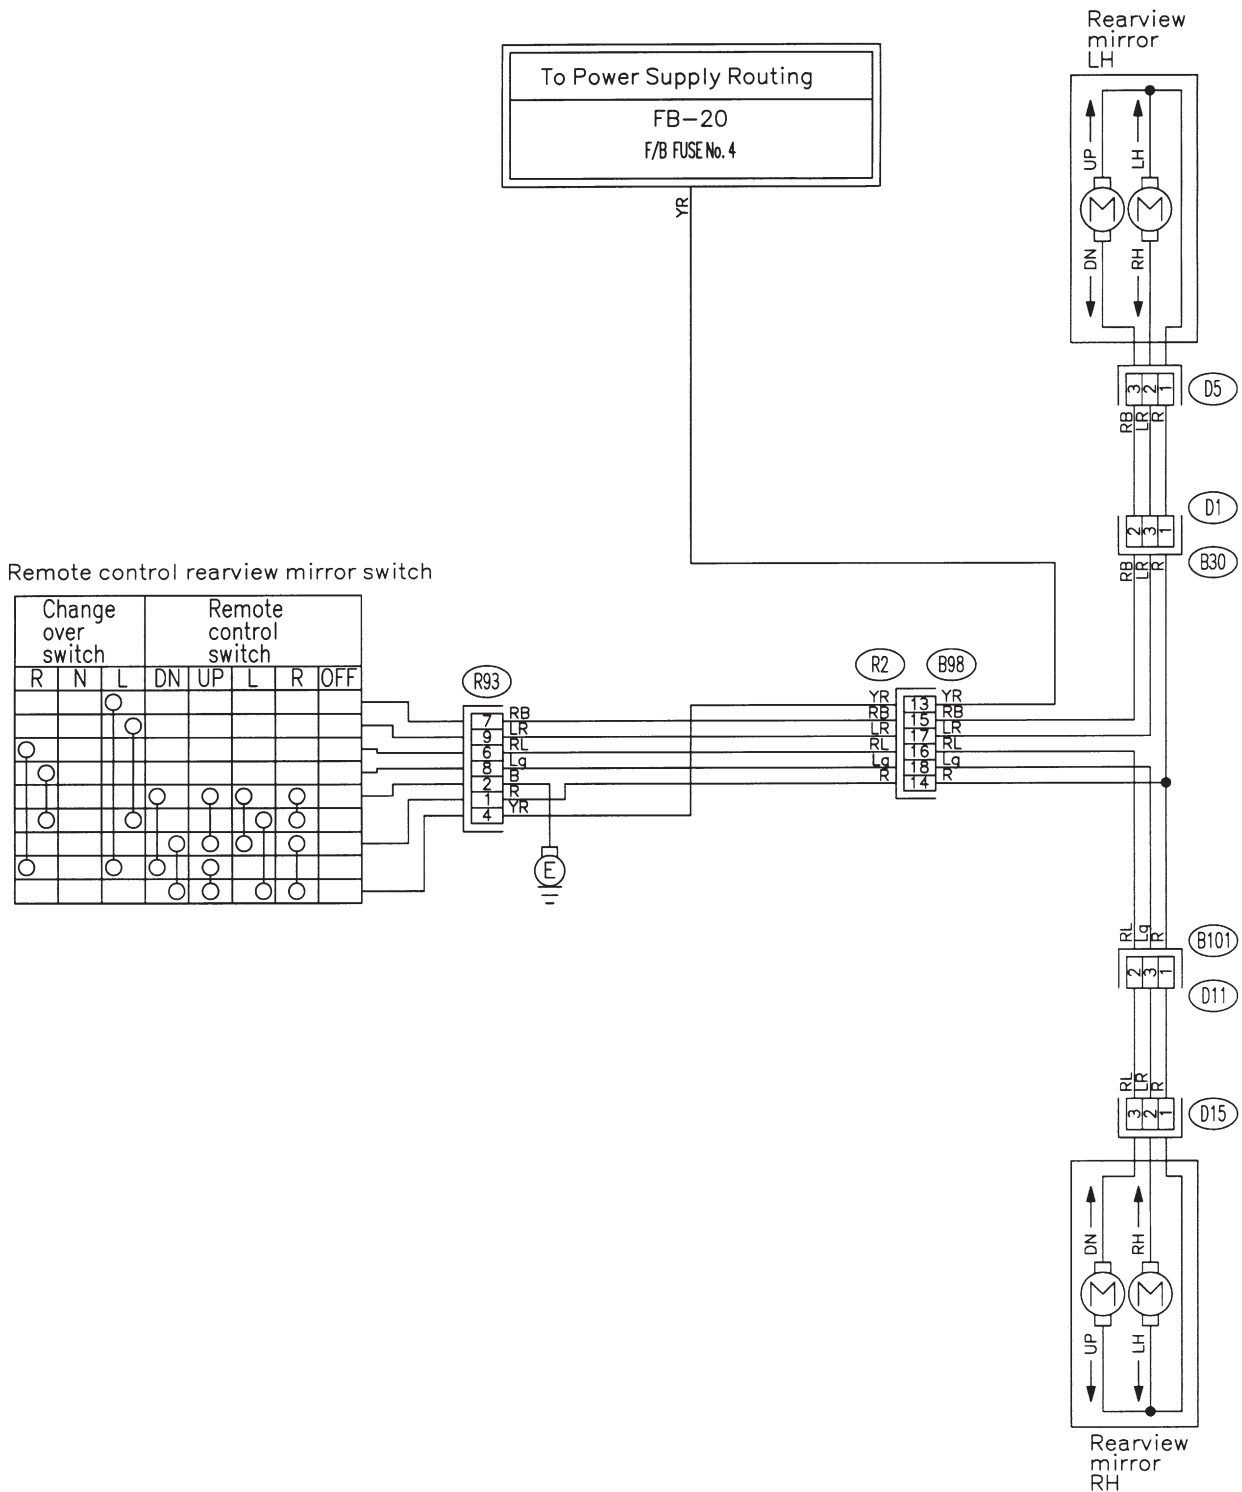 Rearview
mirror
LH
To Power Supply Routing
FB-20
F/B FUSE No. 4
YR
UP
LH
M
M
DN
RH
3 2 1
D5
RB LR R
D1
2 3 1
B30
RB LR R
Remote control rearview mirror switch
Change
over
switch
Remote
control
switch
R N L DN UP L R OFF
R93
7 RB
9 LR
6 RL
8 Lg
2 B
1 R
4 YR
E
R2 B98
YR 13 YR
RB 15 RB
LR 17 LR
RL 16 RL
Lg 18 Lg
R 14 R
RL Lg R
B101
2 3 1
D11
RL LR R
3 2 1
D15
DN
RH
M
M
UP
LH
Rearview
mirror
RH